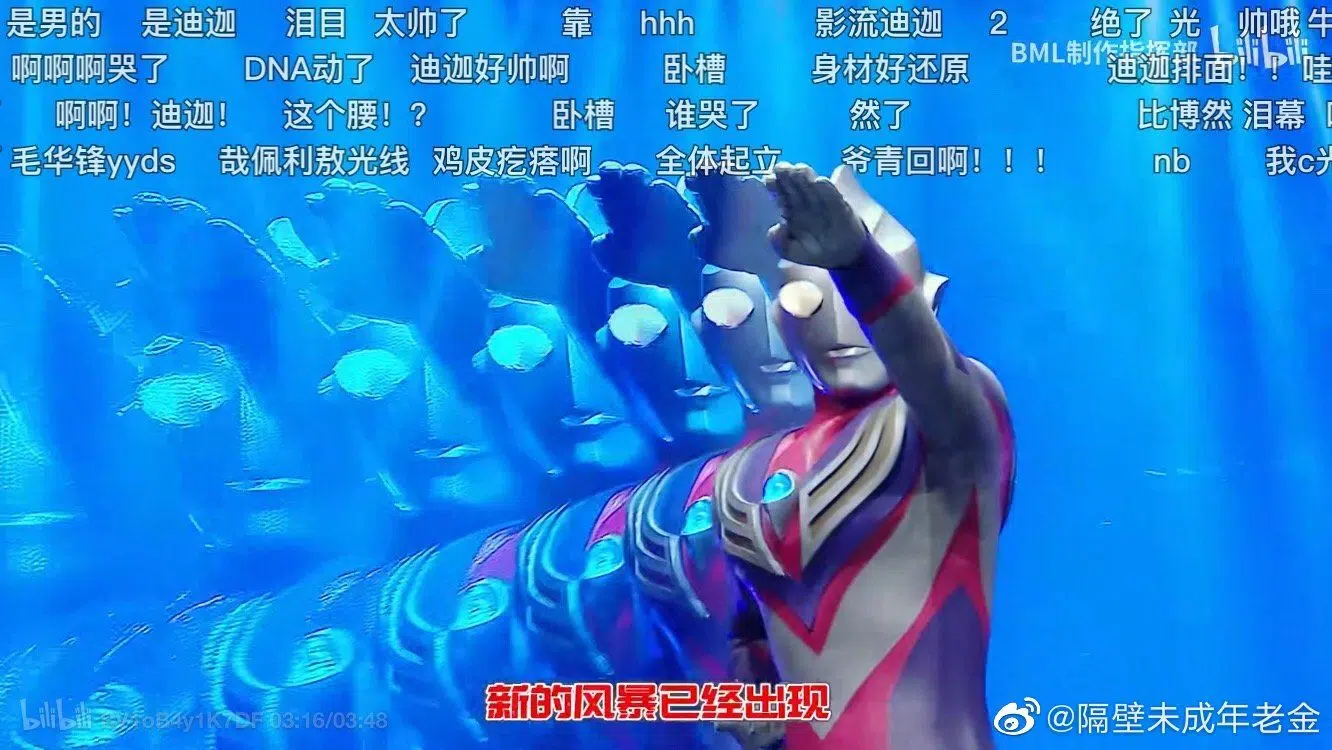 是男的 是迪迦 泪目 太帅了 靠 hhh 影流迪迦 2 绝了 光 帅哦 牛
BML制作指挥部 bilibili
啊啊啊哭了 DNA动了 迪迦好帅啊 卧槽 身材好还原 迪迦排面！！ 哇
啊啊！迪迦！ 这个腰！？ 卧槽 谁哭了 然了 比博然 泪幕
毛华锋yyds 哉佩利敖光线 鸡皮疙瘩啊 全体起立 爷青回啊！！！ nb 我c光
新的风暴已经出现
bilibili 03:16/03:48
@隔壁未成年老金